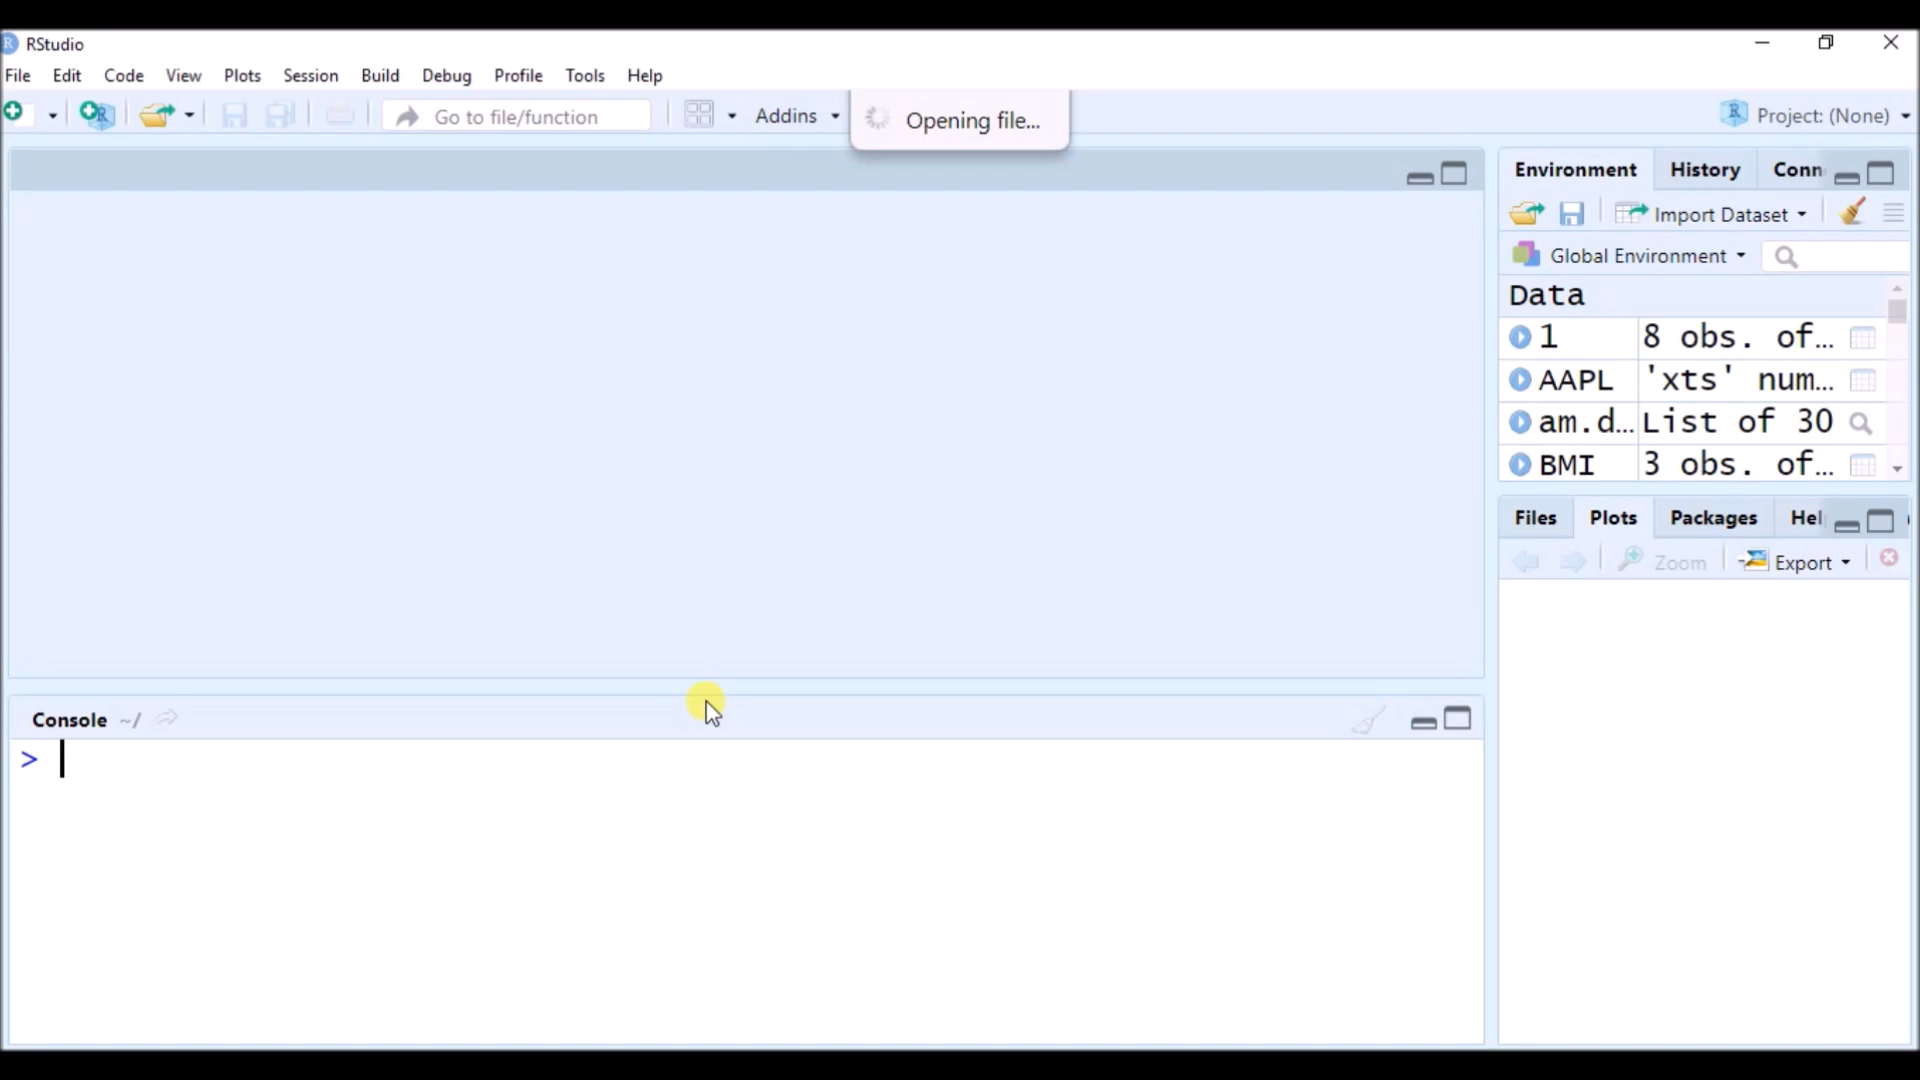 RStudio
File Edit Code View Plots Session Build Debug Profile Tools Help
Go to file/function Addins Opening file... Project: (None)
Environment History Conn
Import Dataset
Global Environment
Data
1 8 obs. of...
AAPL 'xts' num...
am.d... List of 30
BMI 3 obs. of...
Files Plots Packages Hel
Zoom Export
Console ~/
>